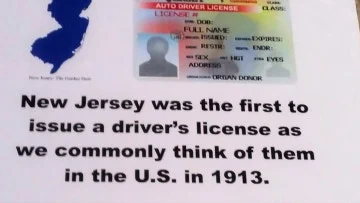 CLASS
AUTO DRIVER LICENSE
LICENSE #
CLASS:
DOB:
FULL NAME
ISSUED: EXPIRES:
RESTR: ENDR:
SEX HGT EYES
ADDRESS
ORGAN DONOR
New Jersey: The Garden State
New Jersey was the first to
issue a driver's license as
we commonly think of them
in the U.S. in 1913.